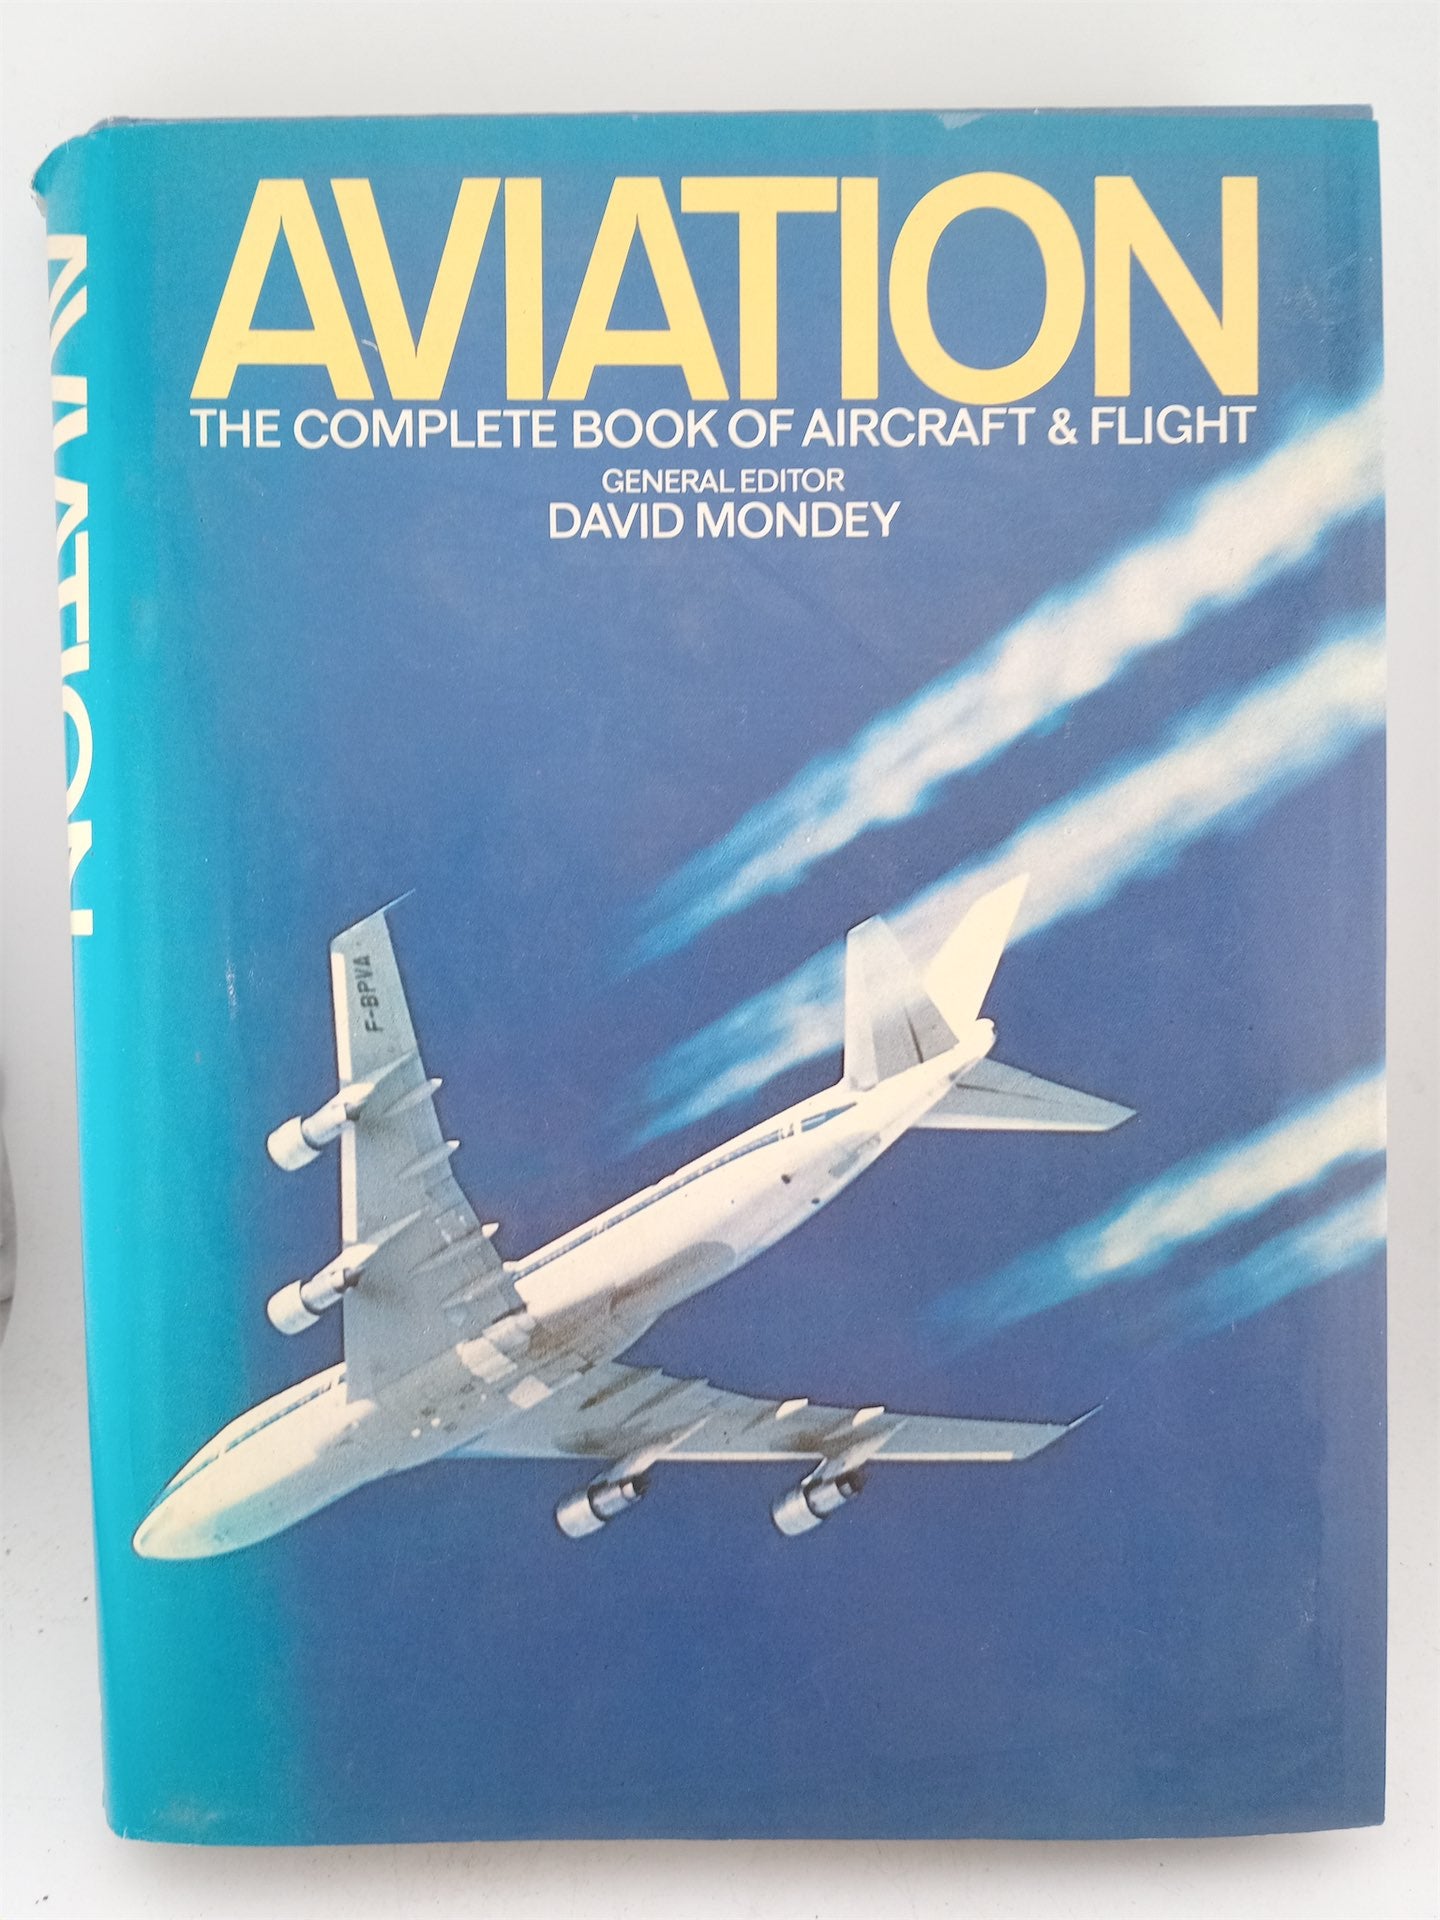 AVIATION
THE COMPLETE BOOK OF AIRCRAFT & FLIGHT
GENERAL EDITOR
DAVID MONDEY
F-BPVA
AVIATION